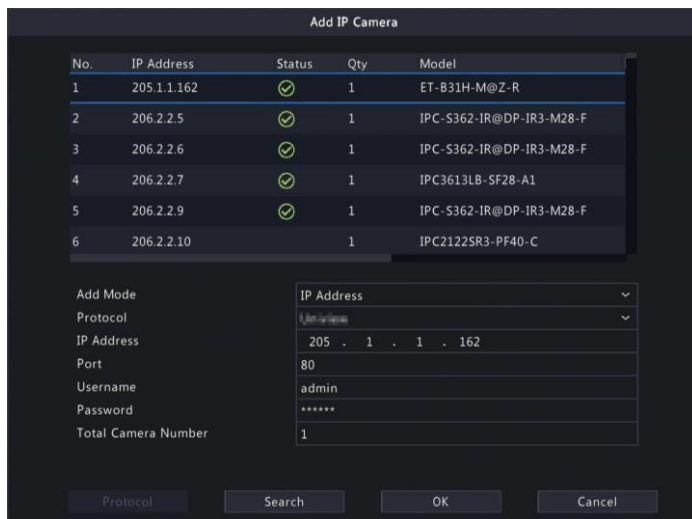 Add IP Camera
No. IP Address Status Qty Model
1 205.1.1.162 1 ET-B31H-M@Z-R
2 206.2.2.5 1 IPC-S362-IR@DP-IR3-M28-F
3 206.2.2.6 1 IPC-S362-IR@DP-IR3-M28-F
4 206.2.2.7 1 IPC3613LB-SF28-A1
5 206.2.2.9 1 IPC-S362-IR@DP-IR3-M28-F
6 206.2.2.10 1 IPC2122SR3-PF40-C
Add Mode IP Address
Protocol
IP Address 205 . 1 . 1 . 162
Port 80
Username admin
Password ******
Total Camera Number 1
Protocol Search OK Cancel